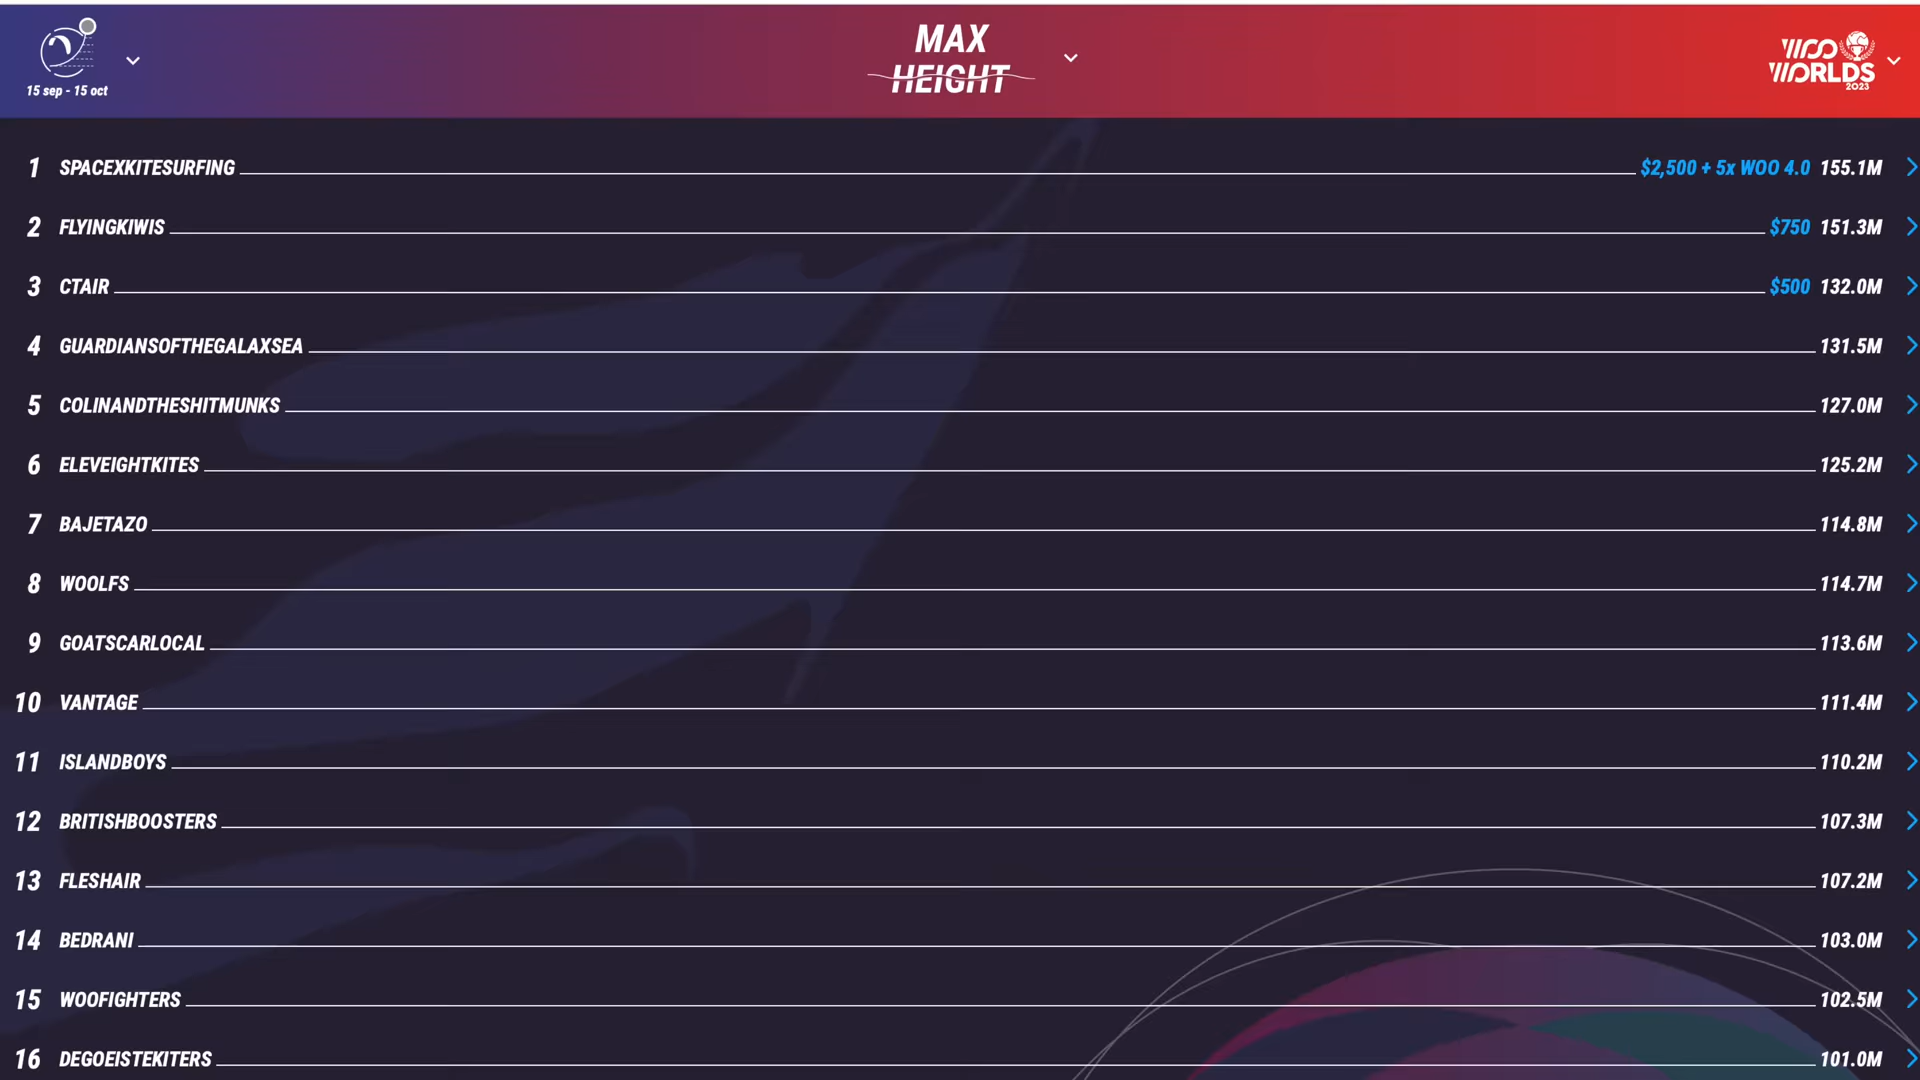 15 sep - 15 oct
MAX
HEIGHT
WOO
WORLDS
2023
1 SPACEXKITESURFING $2,500 + 5x WOO 4.0 155.1M
2 FLYINGKIWIS $750 151.3M
3 CTAIR $500 132.0M
4 GUARDIANSOFTHEGALAXSEA 131.5M
5 COLINANDTHESHITMUNKS 127.0M
6 ELEVEIGHTKITES 125.2M
7 BAJETAZO 114.8M
8 WOOLFS 114.7M
9 GOATSCARLOCAL 113.6M
10 VANTAGE 111.4M
11 ISLANDBOYS 110.2M
12 BRITISHBOOSTERS 107.3M
13 FLESHAIR 107.2M
14 BEDRANI 103.0M
15 WOOFIGHTERS 102.5M
16 DEGOEISTEKITERS 101.0M